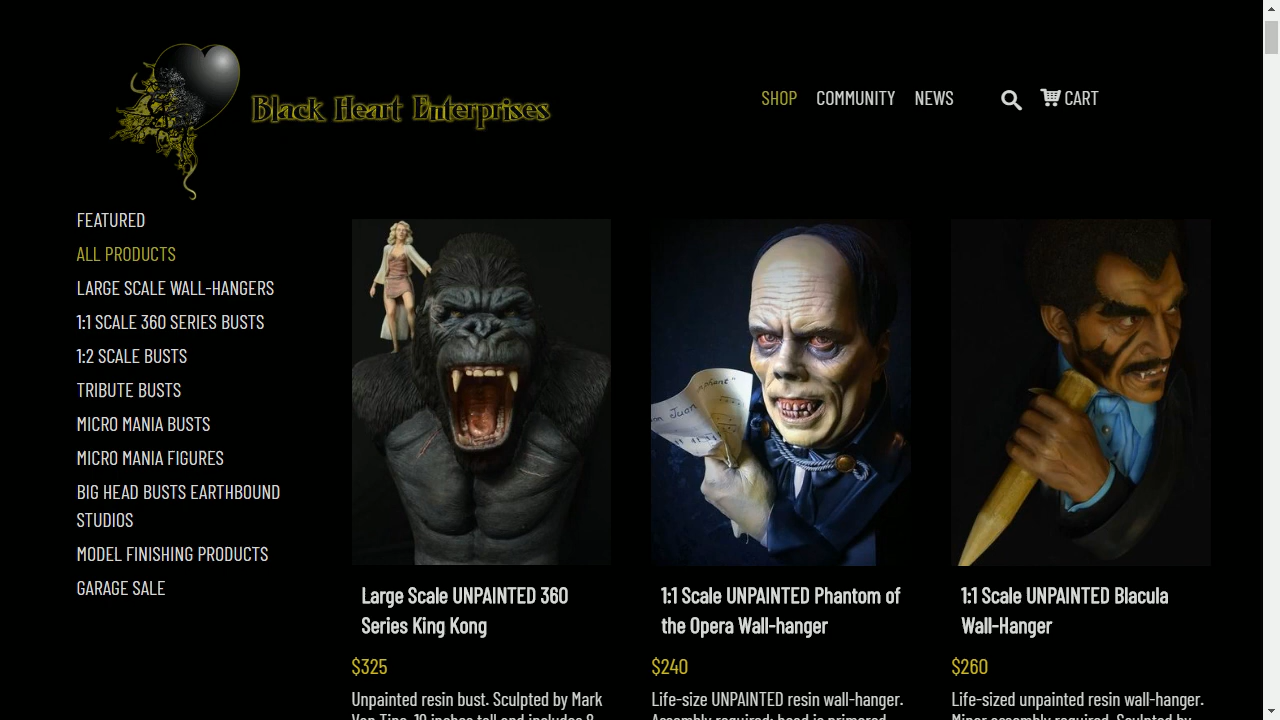 Black Heart Enterprises
SHOP
COMMUNITY
NEWS
CART
FEATURED
ALL PRODUCTS
LARGE SCALE WALL-HANGERS
1:1 SCALE 360 SERIES BUSTS
1:2 SCALE BUSTS
TRIBUTE BUSTS
MICRO MANIA BUSTS
MICRO MANIA FIGURES
BIG HEAD BUSTS EARTHBOUND
STUDIOS
MODEL FINISHING PRODUCTS
GARAGE SALE
Large Scale UNPAINTED 360
Series King Kong
$325
Unpainted resin bust. Sculpted by Mark
Juan
1:1 Scale UNPAINTED Phantom of
the Opera Wall-hanger
$240
Life-size UNPAINTED resin wall-hanger.
1:1 Scale UNPAINTED Blacula
Wall-Hanger
$260
Life-sized unpainted resin wall-hanger.